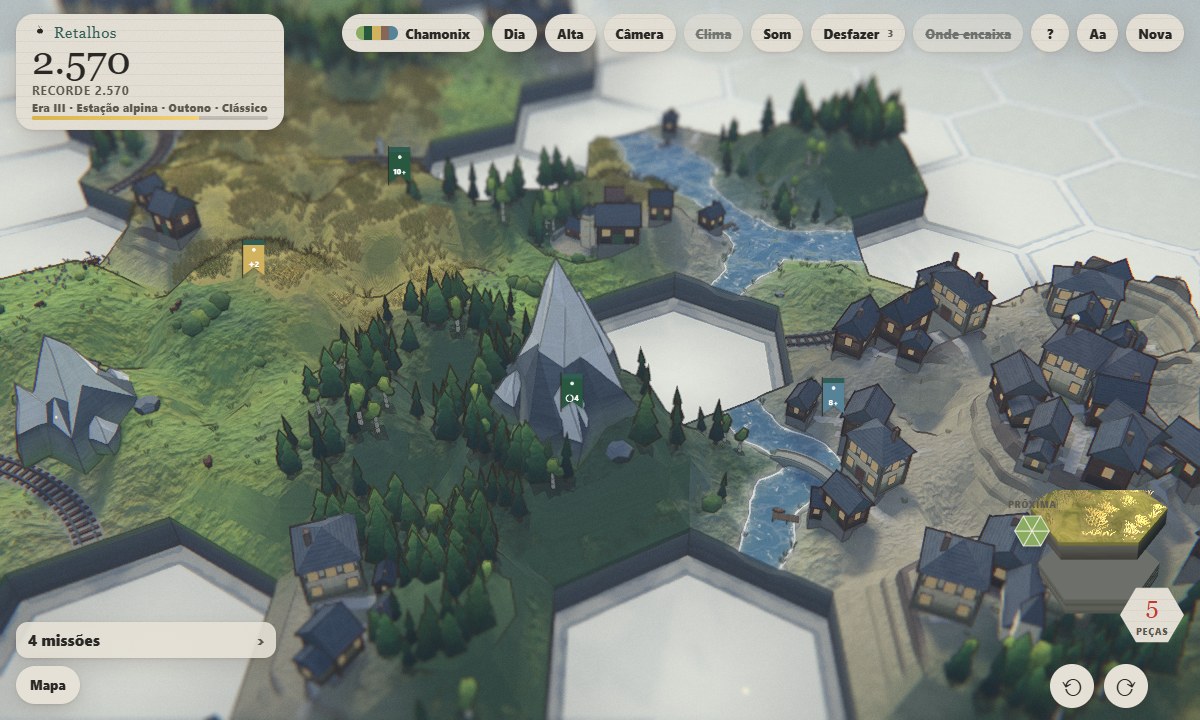 Retalhos
2.570
RECORDE 2.570
Era III · Estação alpina · Outono · Clássico
Chamonix
Dia
Alta
Câmera
Clima
Som
Desfazer 3
Onde encaixa
?
Aa
Nova
10+
+2
4
8+
PRÓXIMA
5
PEÇAS
4 missões ›
Mapa